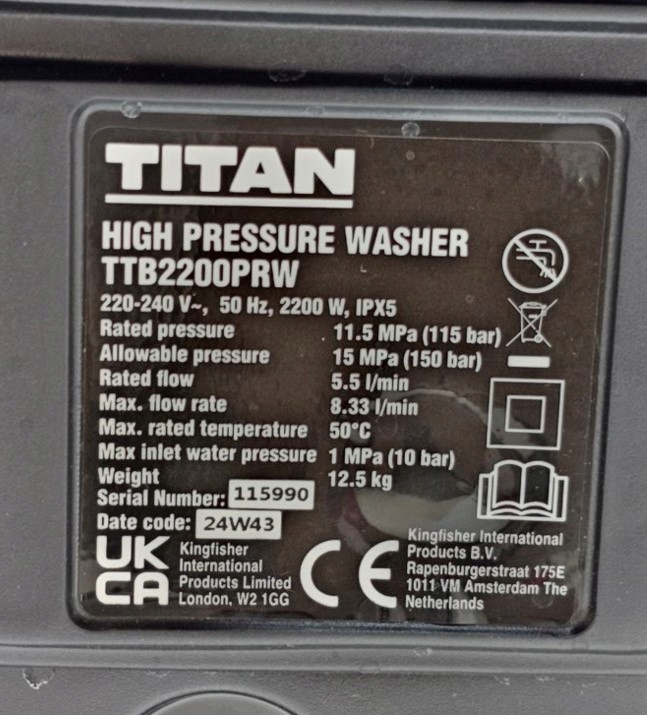 TITAN
HIGH PRESSURE WASHER
TTB2200PRW
220-240 V~, 50 Hz, 2200 W, IPX5
Rated pressure 11.5 MPa (115 bar)
Allowable pressure 15 MPa (150 bar)
Rated flow 5.5 l/min
Max. flow rate 8.33 l/min
Max. rated temperature 50°C
Max inlet water pressure 1 MPa (10 bar)
Weight 12.5 kg
Serial Number: 115990
Date code: 24W43
UK
CA
Kingfisher
International
Products Limited
London, W2 1GG
CE
Kingfisher International
Products B.V.
Rapenburgerstraat 175E
1011 VM Amsterdam The
Netherlands